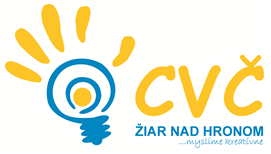 CVČ
ŽIAR NAD HRONOM
...myslíme kreatívne